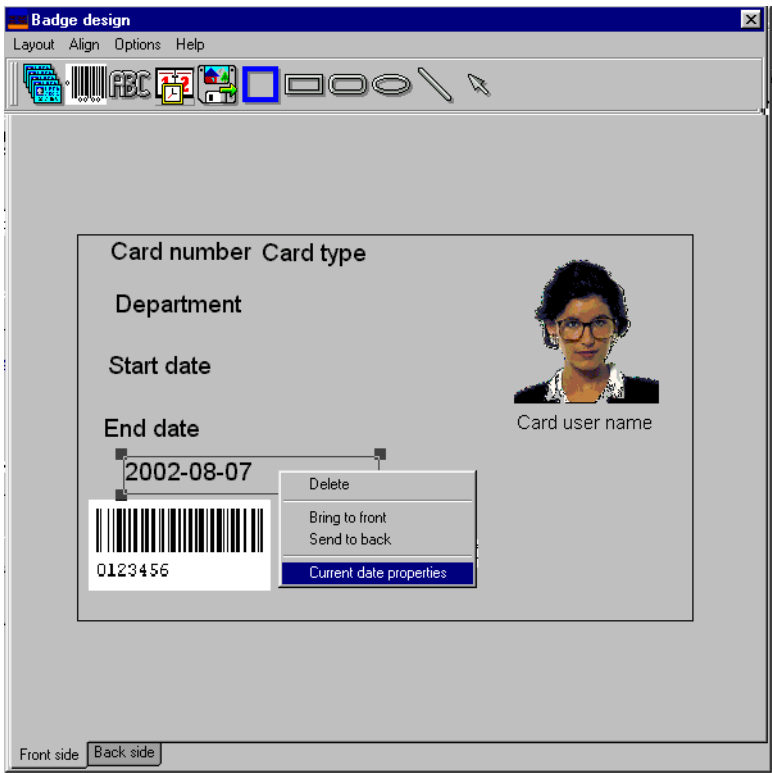 Badge design
Layout Align Options Help
ABC
Card number Card type
Department
Start date
End date
Card user name
2002-08-07
Delete
Bring to front
Send to back
Current date properties
0123456
Front side Back side